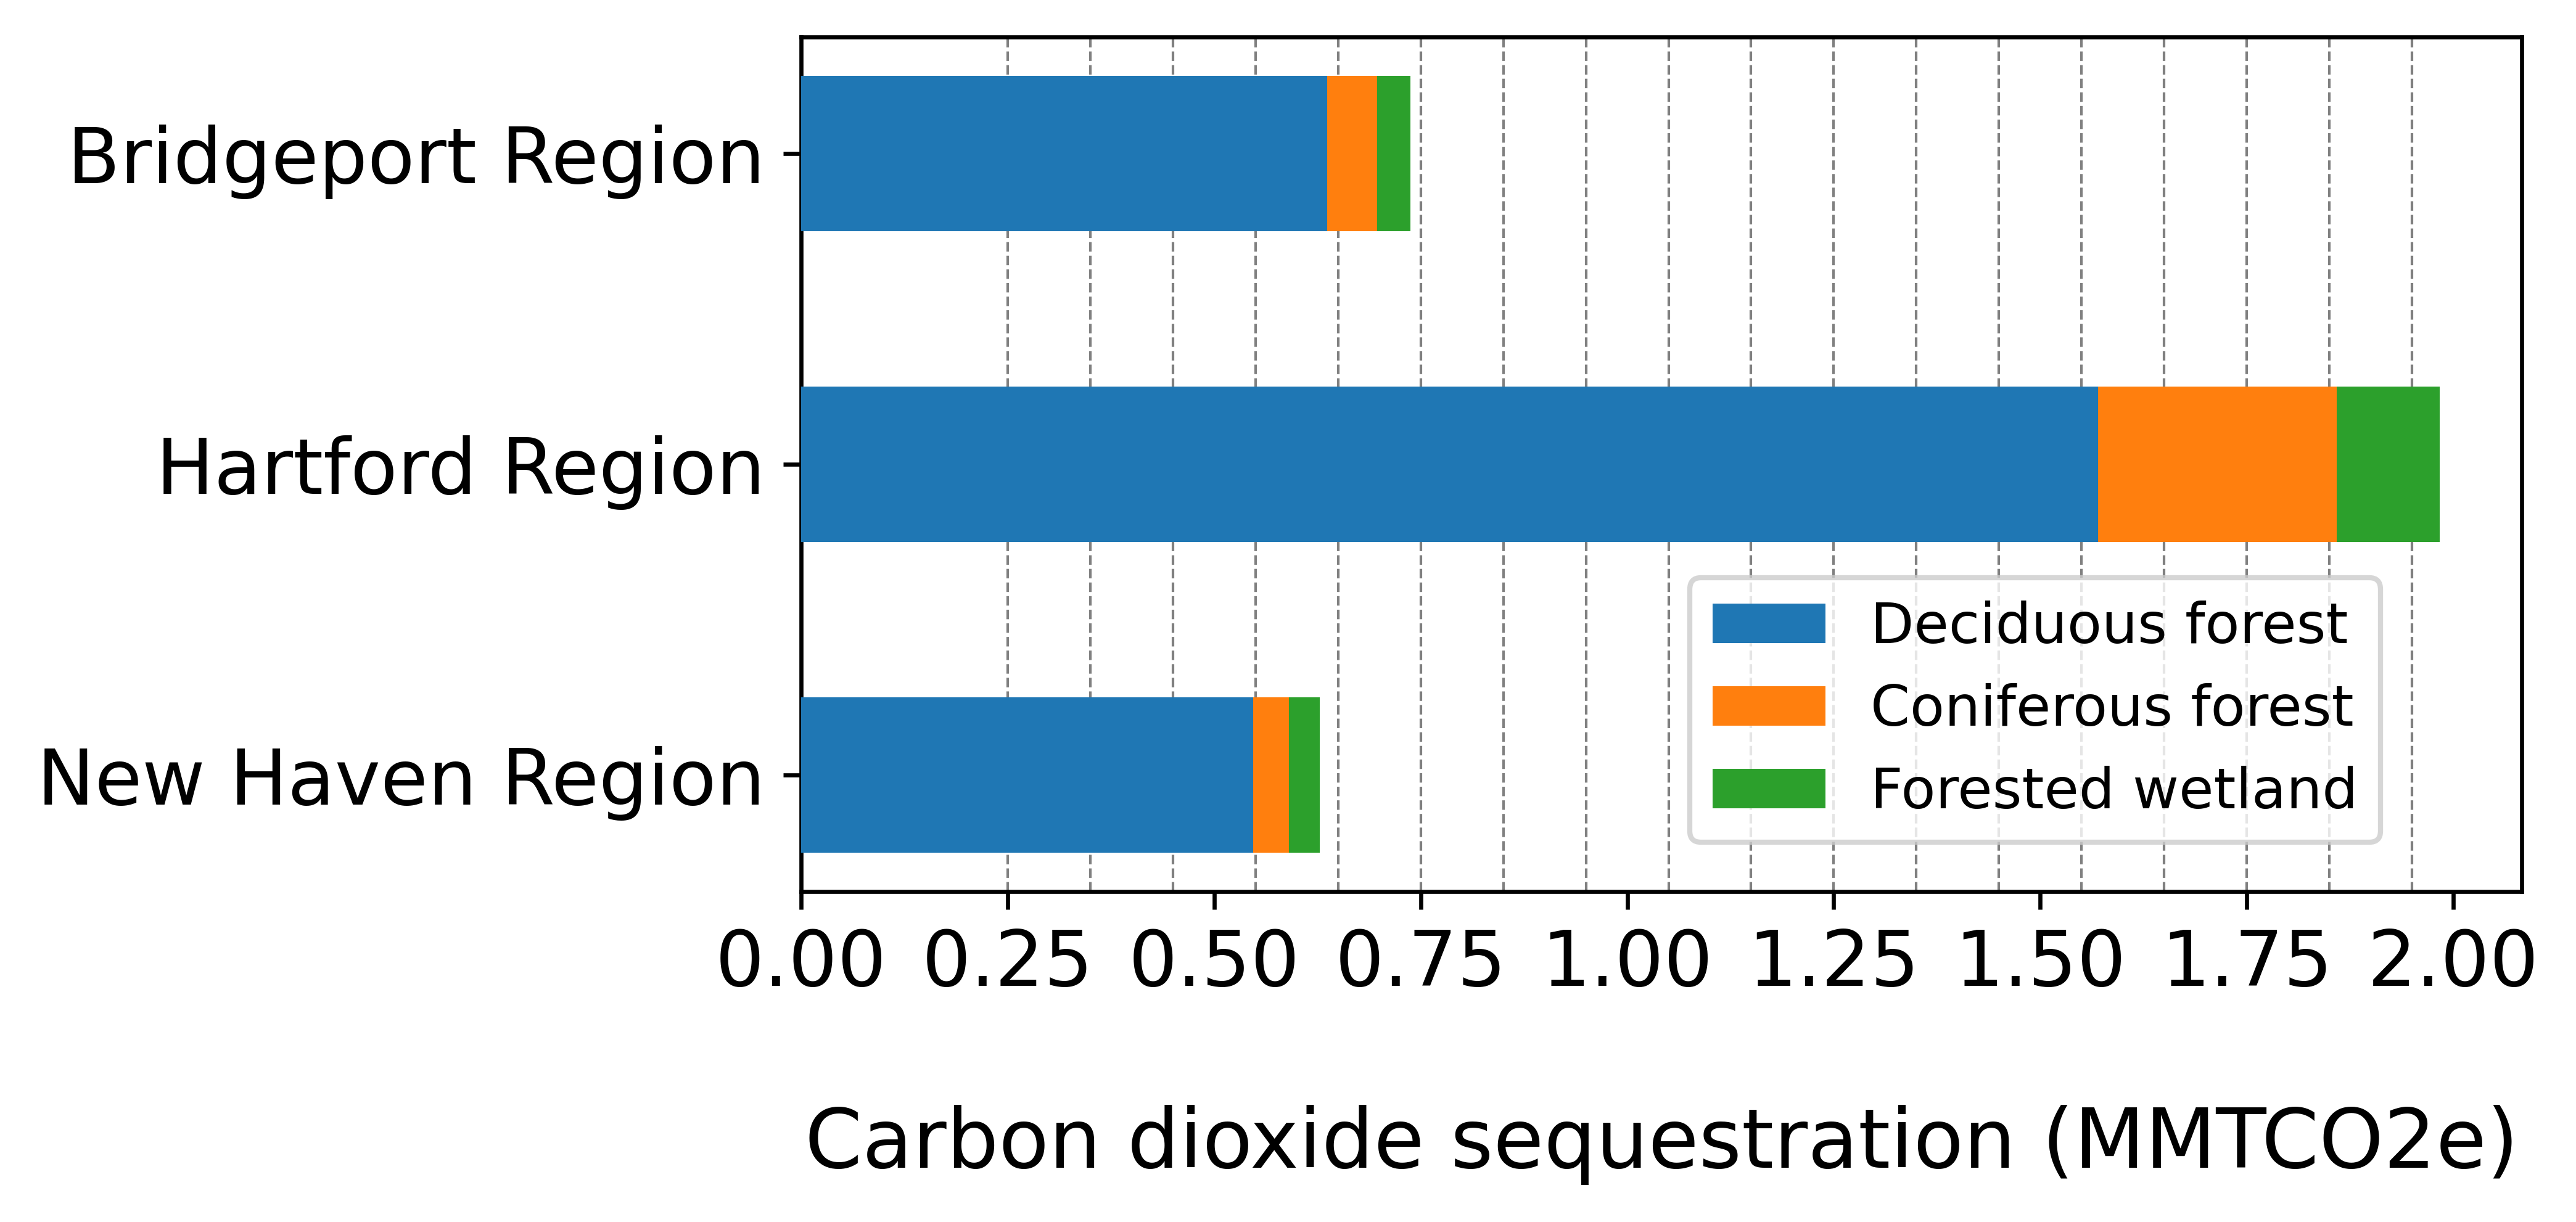 Bridgeport Region
Hartford Region
New Haven Region
Deciduous forest
Coniferous forest
Forested wetland
0.00 0.25 0.50 0.75 1.00 1.25 1.50 1.75 2.00
Carbon dioxide sequestration (MMTCO2e)